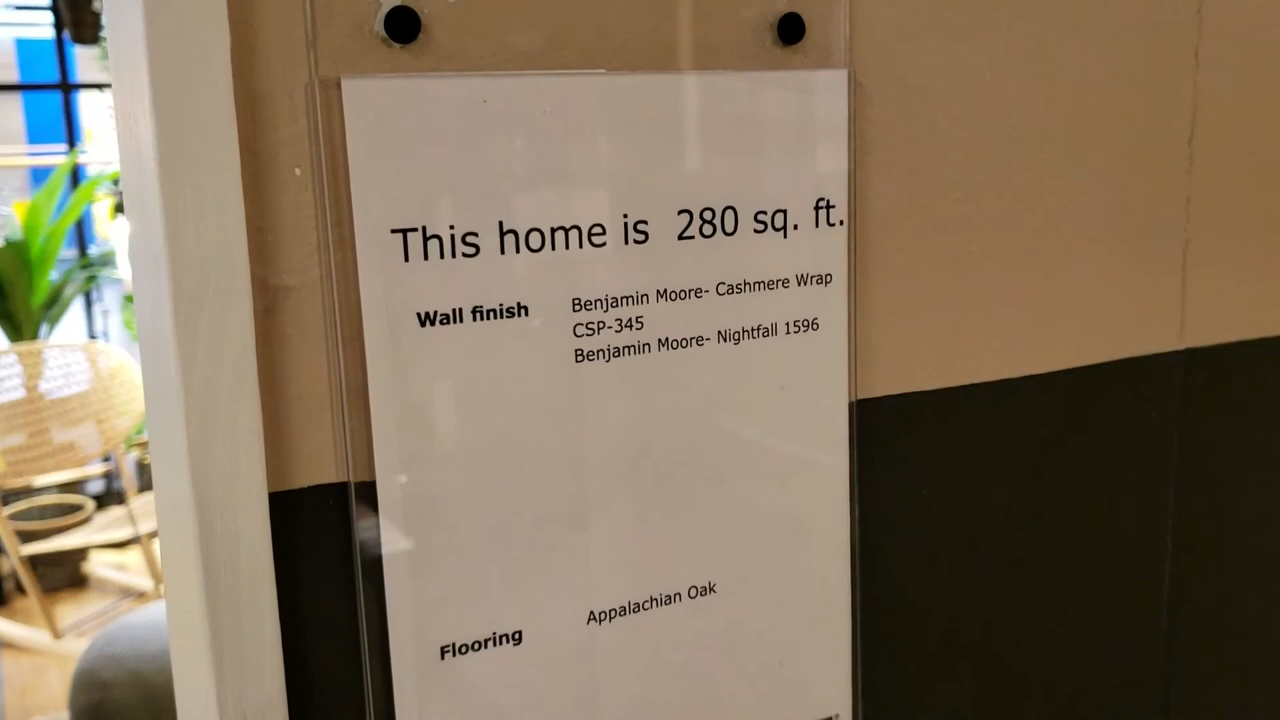 This home is 280 sq. ft.
Wall finish
Benjamin Moore- Cashmere Wrap
CSP-345
Benjamin Moore- Nightfall 1596
Appalachian Oak
Flooring